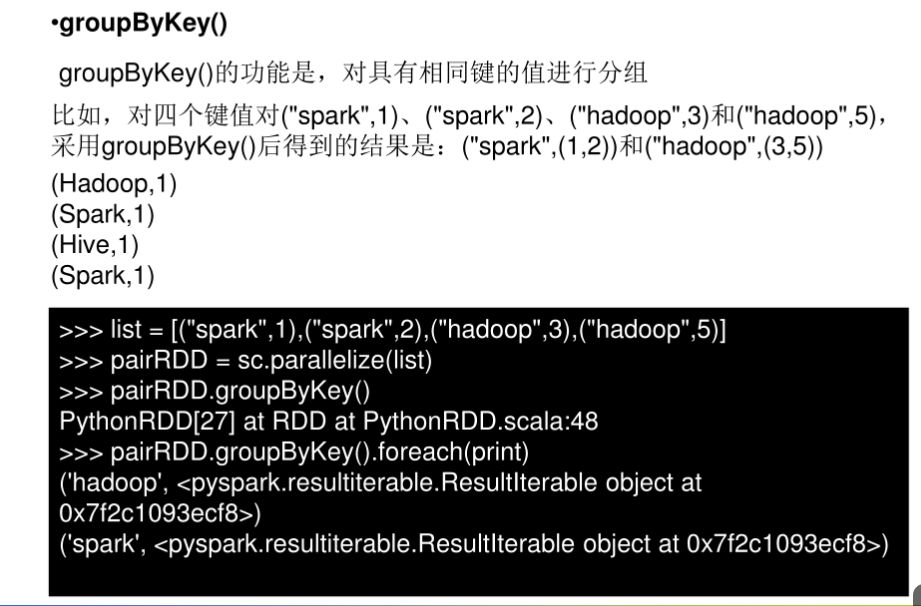 •groupByKey()
groupByKey()的功能是，对具有相同键的值进行分组
比如，对四个键值对("spark",1)、("spark",2)、("hadoop",3)和("hadoop",5)，
采用groupByKey()后得到的结果是：("spark",(1,2))和("hadoop",(3,5))
(Hadoop,1)
(Spark,1)
(Hive,1)
(Spark,1)
>>> list = [("spark",1),("spark",2),("hadoop",3),("hadoop",5)]
>>> pairRDD = sc.parallelize(list)
>>> pairRDD.groupByKey()
PythonRDD[27] at RDD at PythonRDD.scala:48
>>> pairRDD.groupByKey().foreach(print)
('hadoop', <pyspark.resultiterable.ResultIterable object at
0x7f2c1093ecf8>)
('spark', <pyspark.resultiterable.ResultIterable object at 0x7f2c1093ecf8>)